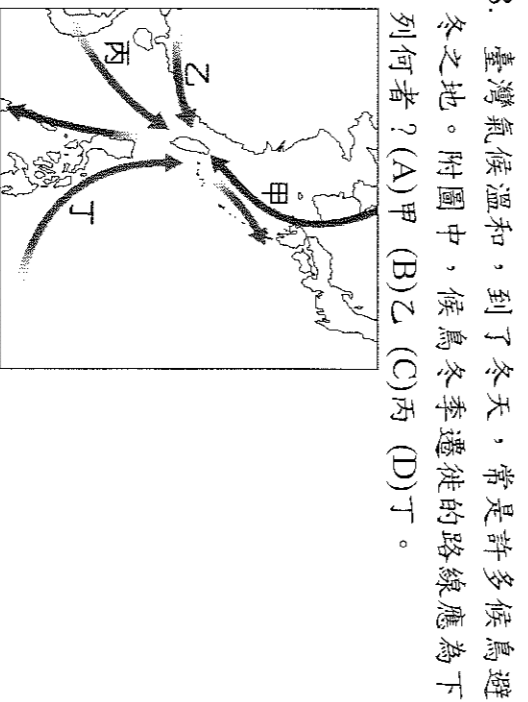 8. 臺灣氣候溫和，到了冬天，常是許多候鳥避
冬之地。附圖中，候鳥冬季遷徙的路線應為下
列何者？(A)甲 (B)乙 (C)丙 (D)丁。
甲
乙
丙
丁